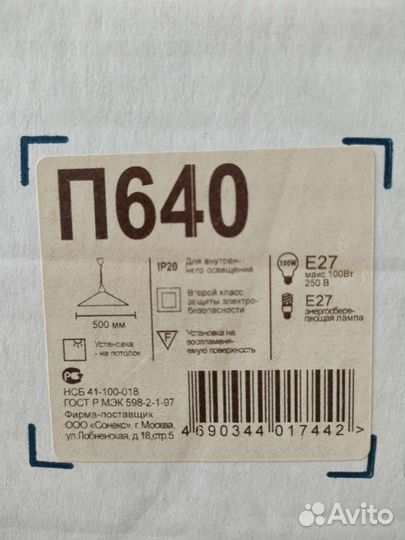 П640
IP20
Для внутрен-
него освещения
100W
E27
макс 100Вт
250 В
500 мм
Второй класс
защиты электро-
безопасности
E27
энергосбере-
гающая лампа
Установка
- на потолок
F
Установка на
воспламеня-
емую поверхность
НСБ 41-100-018
ГОСТ Р МЭК 598-2-1-97
Фирма-поставщик
ООО «Сонекс», г. Москва
ул.Лобненская, д.18,стр.5
4 690344 017442 >
Avito